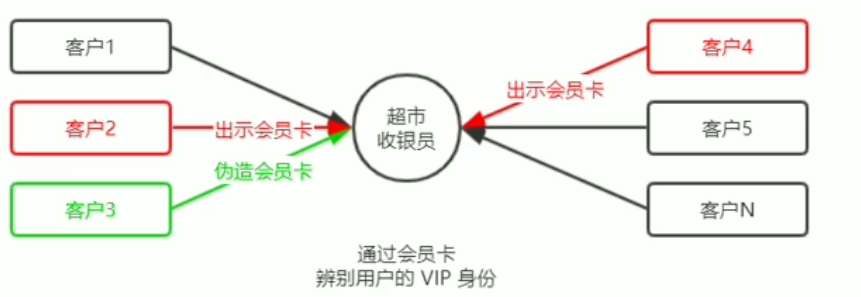 客户1
客户4
出示会员卡
客户2
出示会员卡
超市
收银员
客户5
伪造会员卡
客户3
客户N
通过会员卡
辨别用户的 VIP 身份